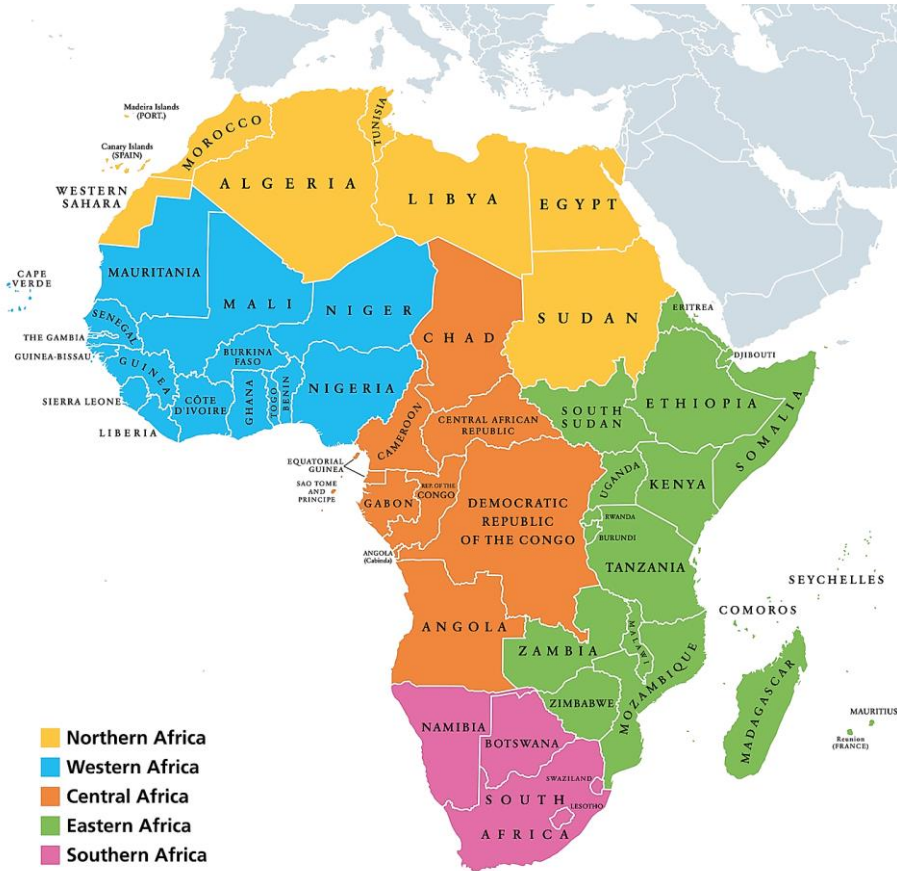 Madeira Islands
(PORT.)
Canary Islands
(SPAIN)
MOROCCO
TUNISIA
ALGERIA
LIBYA
EGYPT
WESTERN
SAHARA
CAPE
VERDE
MAURITANIA
MALI
NIGER
CHAD
SUDAN
ERITREA
DJIBOUTI
SENEGAL
THE GAMBIA
GUINEA-BISSAU
GUINEA
SIERRA LEONE
LIBERIA
CÔTE
D'IVOIRE
BURKINA
FASO
GHANA
TOGO
BENIN
NIGERIA
CAMEROON
CENTRAL AFRICAN
REPUBLIC
SOUTH
SUDAN
ETHIOPIA
SOMALIA
EQUATORIAL
GUINEA
SAO TOME
AND
PRINCIPE
GABON
REP. OF THE
CONGO
DEMOCRATIC
REPUBLIC
OF THE CONGO
UGANDA
KENYA
RWANDA
BURUNDI
TANZANIA
ANGOLA
(Cabinda)
ANGOLA
ZAMBIA
MALAWI
MOZAMBIQUE
ZIMBABWE
SEYCHELLES
COMOROS
MADAGASCAR
MAURITIUS
Reunion
(FRANCE)
NAMIBIA
BOTSWANA
SWAZILAND
LESOTHO
SOUTH
AFRICA
Northern Africa
Western Africa
Central Africa
Eastern Africa
Southern Africa